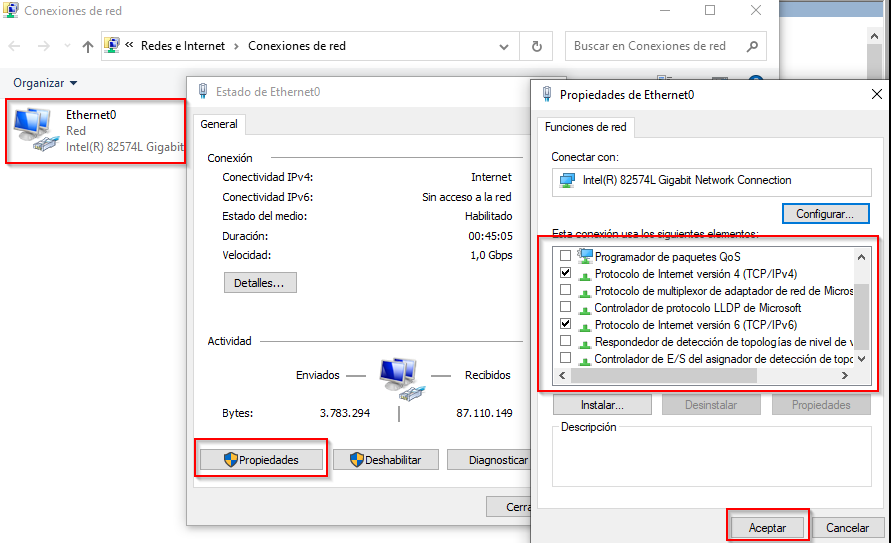 Conexiones de red
« Redes e Internet > Conexiones de red
Buscar en Conexiones de red
Organizar
Ethernet0
Red
Intel(R) 82574L Gigabit
Estado de Ethernet0
General
Conexión
Conectividad IPv4: Internet
Conectividad IPv6: Sin acceso a la red
Estado del medio: Habilitado
Duración: 00:45:05
Velocidad: 1,0 Gbps
Detalles...
Actividad
Enviados — — Recibidos
Bytes: 3.783.294 87.110.149
Propiedades
Deshabilitar
Diagnosticar
Cerra
Propiedades de Ethernet0
Funciones de red
Conectar con:
Intel(R) 82574L Gigabit Network Connection
Configurar...
Esta conexión usa los siguientes elementos:
Programador de paquetes QoS
Protocolo de Internet versión 4 (TCP/IPv4)
Protocolo de multiplexor de adaptador de red de Micros
Controlador de protocolo LLDP de Microsoft
Protocolo de Internet versión 6 (TCP/IPv6)
Respondedor de detección de topologías de nivel de v
Controlador de E/S del asignador de detección de topo
Instalar...
Desinstalar
Propiedades
Descripción
Aceptar
Cancelar